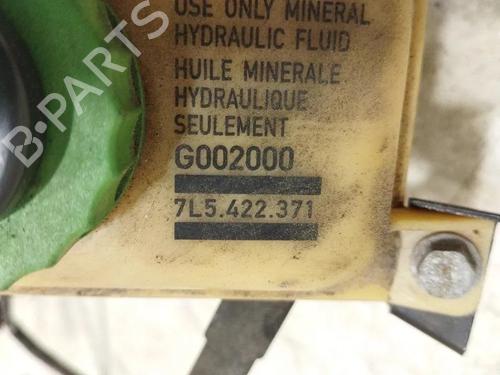 USE ONLY MINERAL
HYDRAULIC FLUID
HUILE MINERALE
HYDRAULIQUE
SEULEMENT
G002000
7L5.422.371
B-PARTS